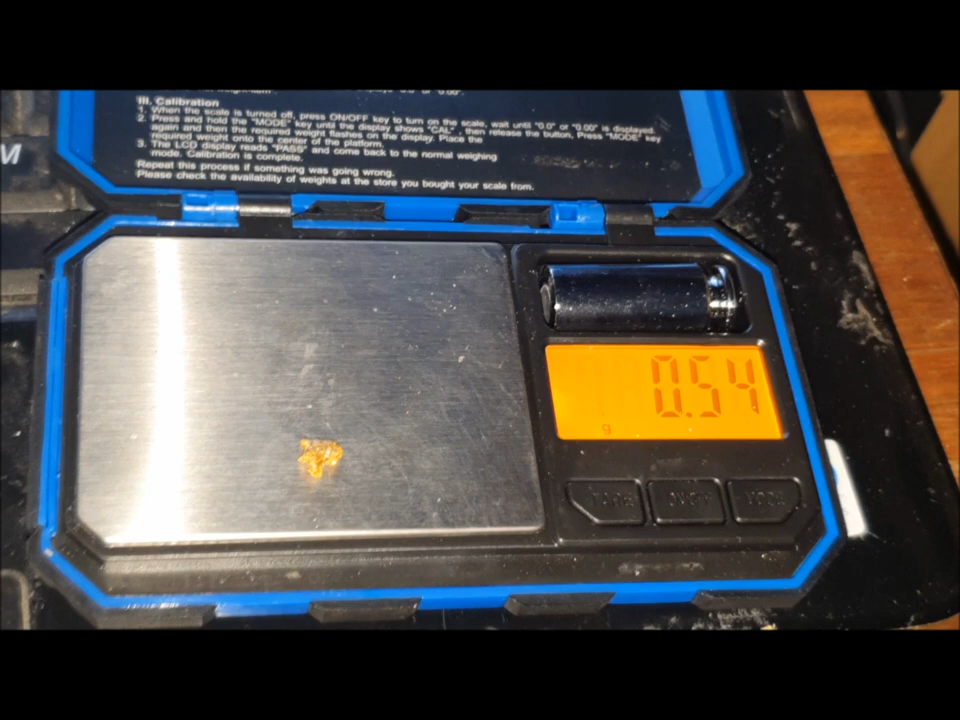 III. Calibration
1. When the scale is turned off, press ON/OFF key to turn on the scale, wait until "0.0" or "0.00" is displayed.
2. Press and hold the "MODE" key until the display shows "CAL" , then release the button, Press "MODE" key
again and then the required weight flashes on the display. Place the
required weight onto the center of the platform.
3. The LCD display reads "PASS" and come back to the normal weighing
mode. Calibration is complete.
Repeat this process if something was going wrong.
Please check the availability of weights at the store you bought your scale from.
0.54
g
TARE ON/OFF MODE
M